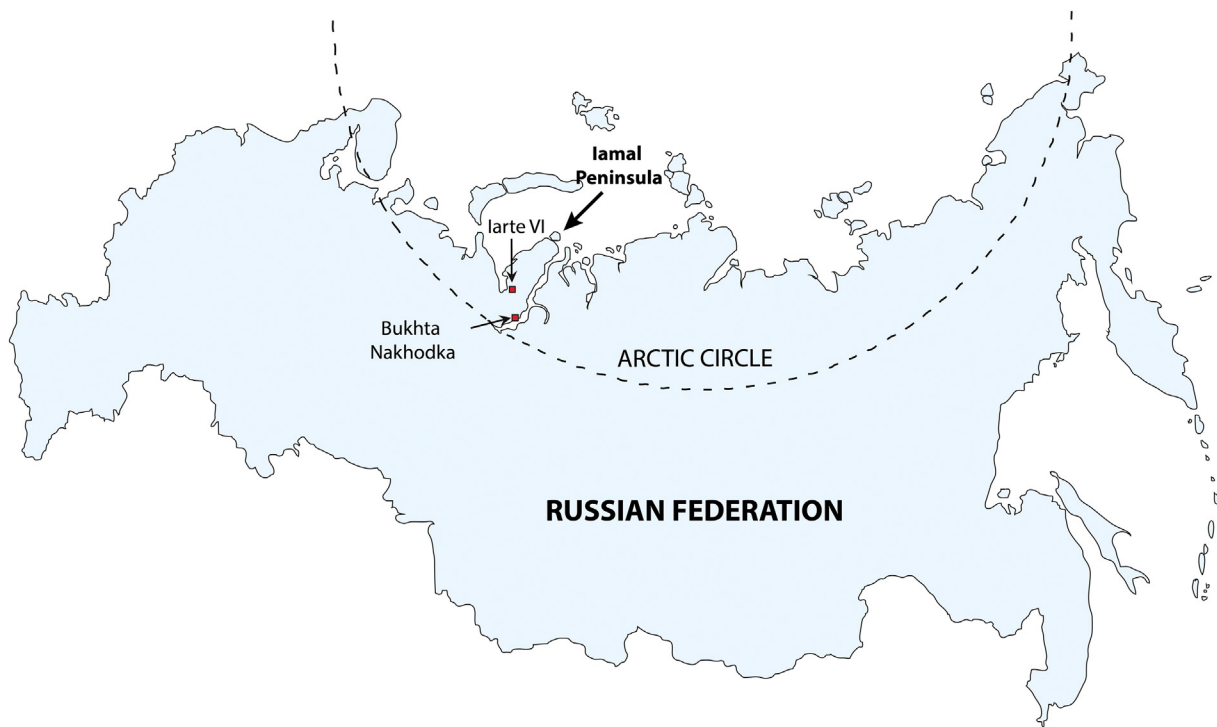 Iamal
Peninsula
Iarte VI
Bukhta
Nakhodka
ARCTIC CIRCLE
RUSSIAN FEDERATION